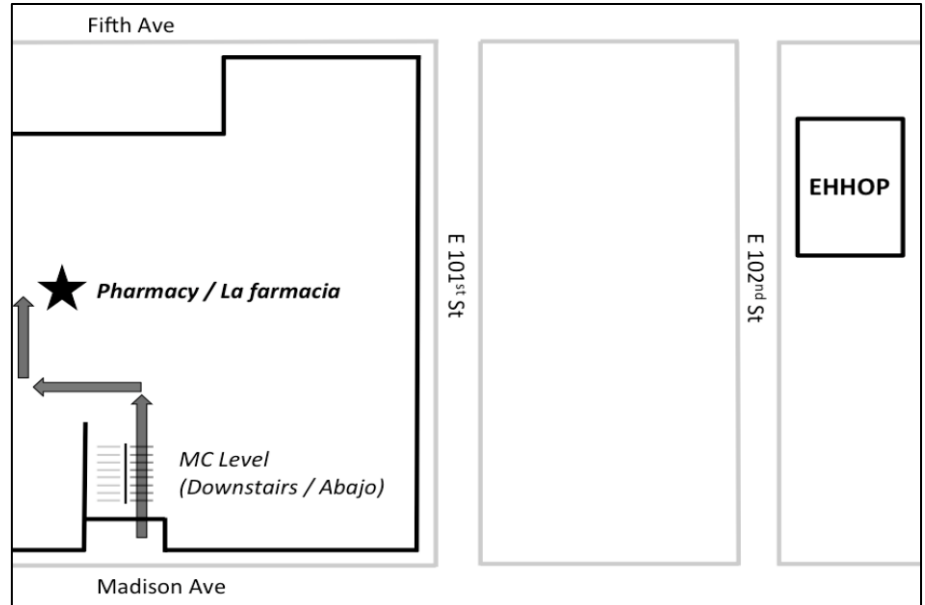 Fifth Ave
EHHOP
E 101st St
E 102nd St
Pharmacy / La farmacia
MC Level
(Downstairs / Abajo)
Madison Ave